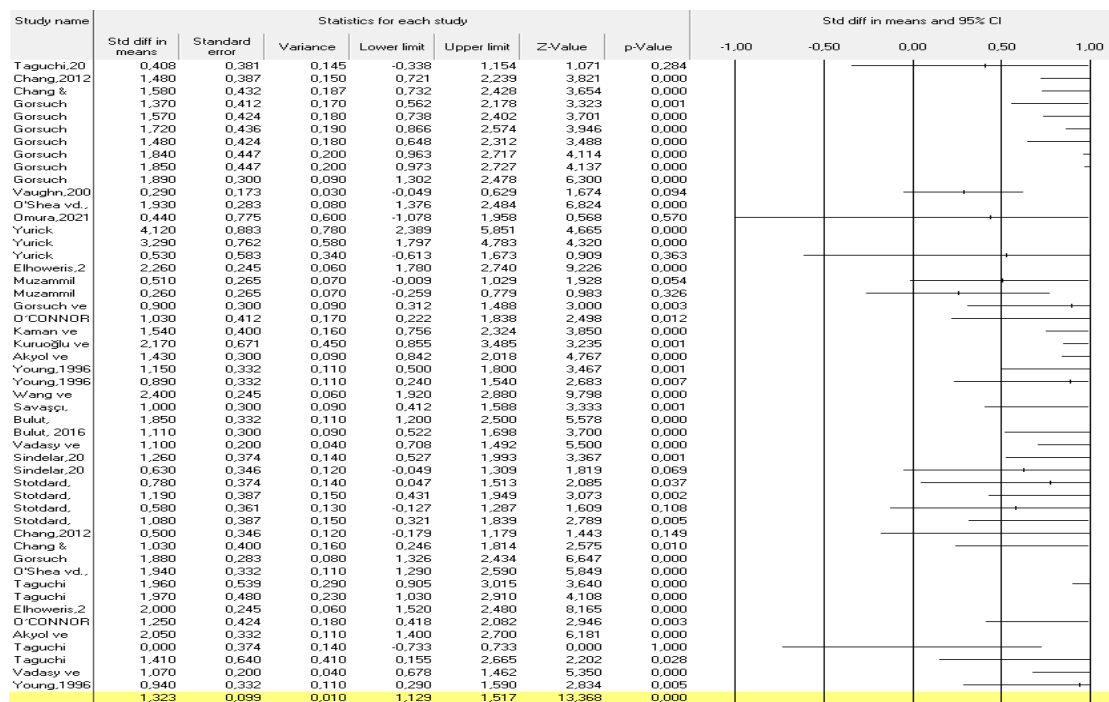 Study name Statistics for each study Std diff in means and 95% CI
Std diff in means Standard error Variance Lower limit Upper limit Z-Value p-Value -1,00 -0,50 0,00 0,50 1,00
Taguchi,20 0,408 0,381 0,145 -0,338 1,154 1,071 0,284
Chang,2012 1,480 0,387 0,150 0,721 2,239 3,821 0,000
Chang & 1,580 0,432 0,187 0,732 2,428 3,654 0,000
Gorsuch 1,370 0,412 0,170 0,562 2,178 3,323 0,001
Gorsuch 1,570 0,424 0,180 0,738 2,402 3,701 0,000
Gorsuch 1,720 0,436 0,190 0,866 2,574 3,946 0,000
Gorsuch 1,480 0,424 0,180 0,648 2,312 3,488 0,000
Gorsuch 1,840 0,447 0,200 0,963 2,717 4,114 0,000
Gorsuch 1,850 0,447 0,200 0,973 2,727 4,137 0,000
Gorsuch 1,890 0,300 0,090 1,302 2,478 6,300 0,000
Vaughn,200 0,290 0,173 0,030 -0,049 0,629 1,674 0,094
O'Shea vd., 1,930 0,283 0,080 1,376 2,484 6,824 0,000
Omura,2021 0,440 0,775 0,600 -1,078 1,958 0,568 0,570
Yurick 4,120 0,883 0,780 2,389 5,851 4,665 0,000
Yurick 3,290 0,762 0,580 1,797 4,783 4,320 0,000
Yurick 0,530 0,583 0,340 -0,613 1,673 0,909 0,363
Elhoweris,2 2,260 0,245 0,060 1,780 2,740 9,226 0,000
Muzammil 0,510 0,265 0,070 -0,009 1,029 1,928 0,054
Muzammil 0,260 0,265 0,070 -0,259 0,779 0,983 0,326
Gorsuch ve 0,900 0,300 0,090 0,312 1,488 3,000 0,003
O'CONNOR 1,030 0,412 0,170 0,222 1,838 2,498 0,012
Kaman ve 1,540 0,400 0,160 0,756 2,324 3,850 0,000
Kuruoğlu ve 2,170 0,671 0,450 0,855 3,485 3,235 0,001
Akyol ve 1,430 0,300 0,090 0,842 2,018 4,767 0,000
Young,1996 1,150 0,332 0,110 0,500 1,800 3,467 0,001
Young,1996 0,890 0,332 0,110 0,240 1,540 2,683 0,007
Wang ve 2,400 0,245 0,060 1,920 2,880 9,798 0,000
Savaşçı, 1,000 0,300 0,090 0,412 1,588 3,333 0,001
Bulut, 1,850 0,332 0,110 1,200 2,500 5,578 0,000
Bulut, 2016 1,110 0,300 0,090 0,522 1,698 3,700 0,000
Vadasy ve 1,100 0,200 0,040 0,708 1,492 5,500 0,000
Sindelar,20 1,260 0,374 0,140 0,527 1,993 3,367 0,001
Sindelar,20 0,630 0,346 0,120 -0,049 1,309 1,819 0,069
Stotdard, 0,780 0,374 0,140 0,047 1,513 2,085 0,037
Stotdard, 1,190 0,387 0,150 0,431 1,949 3,073 0,002
Stotdard, 0,580 0,361 0,130 -0,127 1,287 1,609 0,108
Stotdard, 1,080 0,387 0,150 0,321 1,839 2,789 0,005
Chang,2012 0,500 0,346 0,120 -0,179 1,179 1,443 0,149
Chang & 1,030 0,400 0,160 0,246 1,814 2,575 0,010
Gorsuch 1,880 0,283 0,080 1,326 2,434 6,647 0,000
O'Shea vd., 1,940 0,332 0,110 1,290 2,590 5,849 0,000
Taguchi 1,960 0,539 0,290 0,905 3,015 3,640 0,000
Taguchi 1,970 0,480 0,230 1,030 2,910 4,108 0,000
Elhoweris,2 2,000 0,245 0,060 1,520 2,480 8,165 0,000
O'CONNOR 1,250 0,424 0,180 0,418 2,082 2,946 0,003
Akyol ve 2,050 0,332 0,110 1,400 2,700 6,181 0,000
Taguchi 0,000 0,374 0,140 -0,733 0,733 0,000 1,000
Taguchi 1,410 0,640 0,410 0,155 2,665 2,202 0,028
Vadasy ve 1,070 0,200 0,040 0,678 1,462 5,350 0,000
Young,1996 0,940 0,332 0,110 0,290 1,590 2,834 0,005
1,323 0,099 0,010 1,129 1,517 13,368 0,000